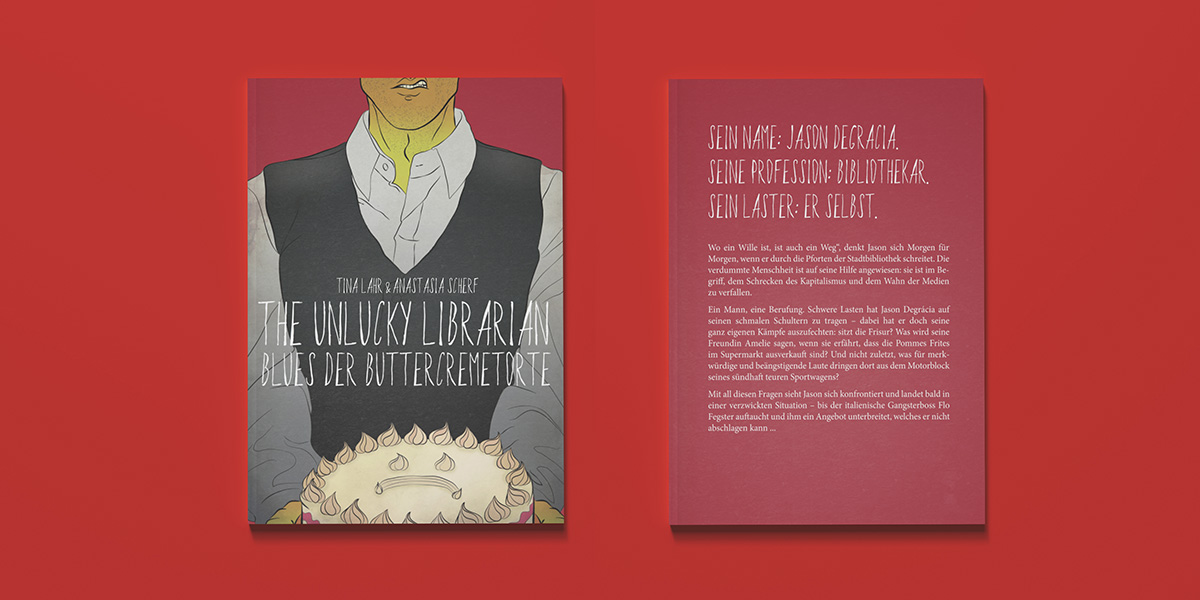 TINA LAHR & ANASTASIA SCHERF
THE UNLUCKY LIBRARIAN
BLUES DER BUTTERCREMETORTE
SEIN NAME: JASON DEGRACIA.
SEINE PROFESSION: BIBLIOTHEKAR.
SEIN LASTER: ER SELBST.
Wo ein Wille ist, ist auch ein Weg“, denkt Jason sich Morgen für
Morgen, wenn er durch die Pforten der Stadtbibliothek schreitet. Die
verdummte Menschheit ist auf seine Hilfe angewiesen: sie ist im Be-
griff, dem Schrecken des Kapitalismus und dem Wahn der Medien
zu verfallen.
Ein Mann, eine Berufung. Schwere Lasten hat Jason Degrácia auf
seinen schmalen Schultern zu tragen – dabei hat er doch seine
ganz eigenen Kämpfe auszufechten: sitzt die Frisur? Was wird seine
Freundin Amelie sagen, wenn sie erfährt, dass die Pommes Frites
im Supermarkt ausverkauft sind? Und nicht zuletzt, was für merk-
würdige und beängstigende Laute dringen dort aus dem Motorblock
seines sündhaft teuren Sportwagens?
Mit all diesen Fragen sieht Jason sich konfrontiert und landet bald in
einer verzwickten Situation – bis der italienische Gangsterboss Flo
Fegster auftaucht und ihm ein Angebot unterbreitet, welches er nicht
abschlagen kann ...